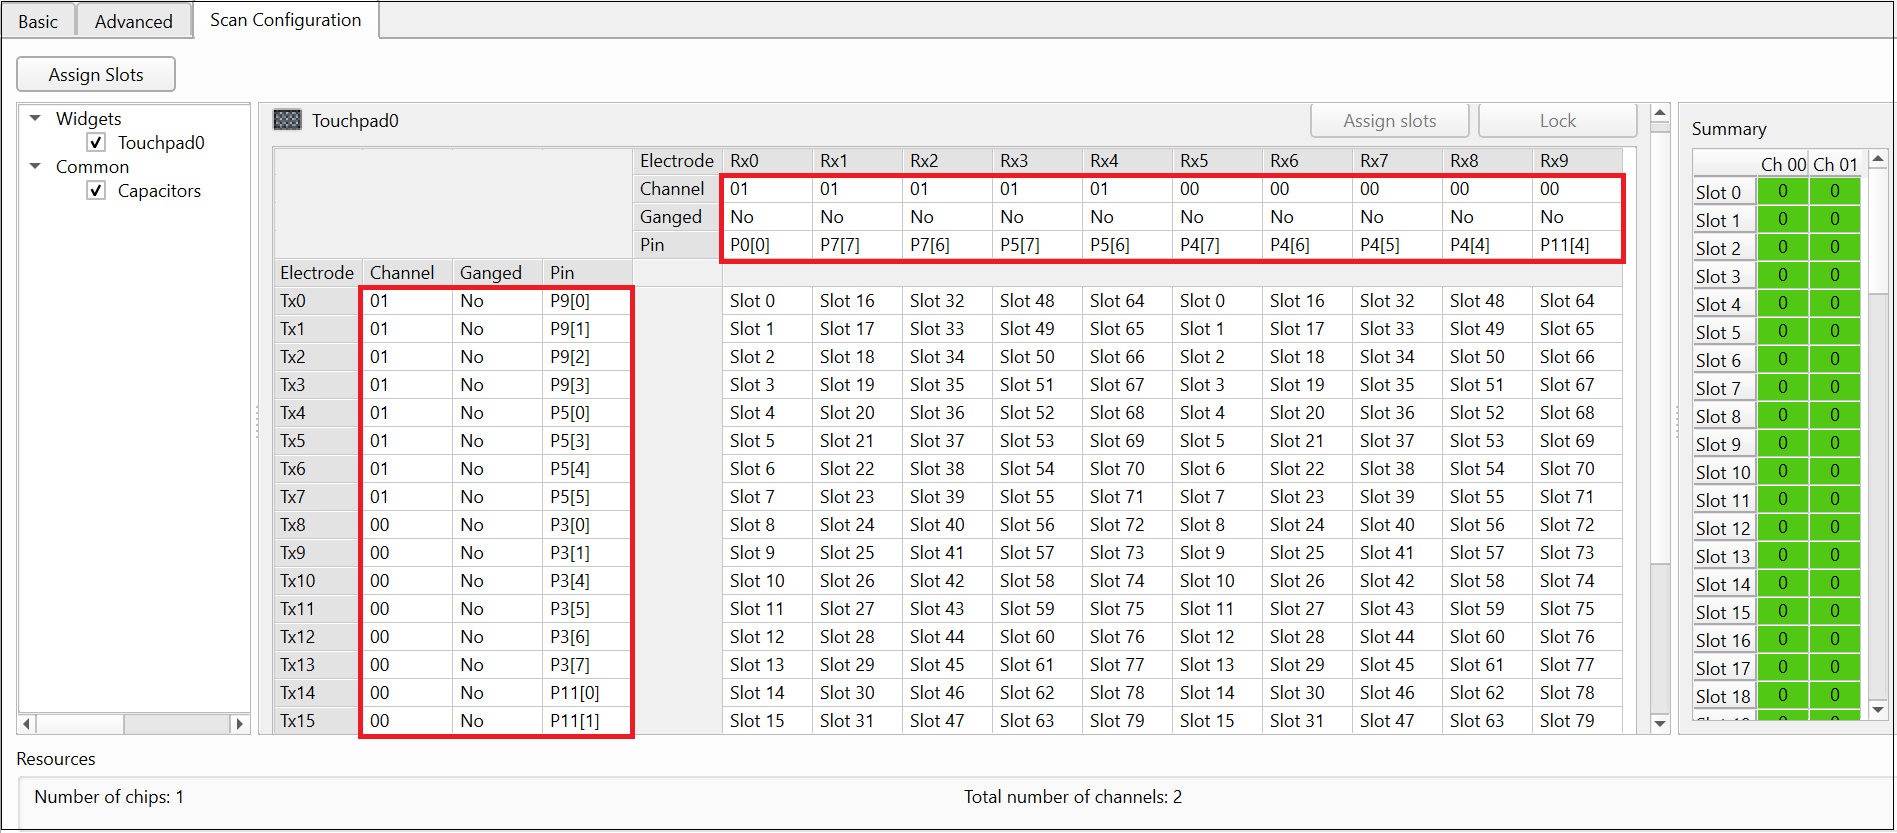 Basic Advanced Scan Configuration
Assign Slots
Widgets
Touchpad0
Common
Capacitors
Touchpad0 Assign slots Lock
Electrode Rx0 Rx1 Rx2 Rx3 Rx4 Rx5 Rx6 Rx7 Rx8 Rx9
Channel 01 01 01 01 01 00 00 00 00 00
Ganged No No No No No No No No No No
Pin P0[0] P7[7] P7[6] P5[7] P5[6] P4[7] P4[6] P4[5] P4[4] P11[4]
Electrode Channel Ganged Pin
Tx0 01 No P9[0] Slot 0 Slot 16 Slot 32 Slot 48 Slot 64 Slot 0 Slot 16 Slot 32 Slot 48 Slot 64
Tx1 01 No P9[1] Slot 1 Slot 17 Slot 33 Slot 49 Slot 65 Slot 1 Slot 17 Slot 33 Slot 49 Slot 65
Tx2 01 No P9[2] Slot 2 Slot 18 Slot 34 Slot 50 Slot 66 Slot 2 Slot 18 Slot 34 Slot 50 Slot 66
Tx3 01 No P9[3] Slot 3 Slot 19 Slot 35 Slot 51 Slot 67 Slot 3 Slot 19 Slot 35 Slot 51 Slot 67
Tx4 01 No P5[0] Slot 4 Slot 20 Slot 36 Slot 52 Slot 68 Slot 4 Slot 20 Slot 36 Slot 52 Slot 68
Tx5 01 No P5[3] Slot 5 Slot 21 Slot 37 Slot 53 Slot 69 Slot 5 Slot 21 Slot 37 Slot 53 Slot 69
Tx6 01 No P5[4] Slot 6 Slot 22 Slot 38 Slot 54 Slot 70 Slot 6 Slot 22 Slot 38 Slot 54 Slot 70
Tx7 01 No P5[5] Slot 7 Slot 23 Slot 39 Slot 55 Slot 71 Slot 7 Slot 23 Slot 39 Slot 55 Slot 71
Tx8 00 No P3[0] Slot 8 Slot 24 Slot 40 Slot 56 Slot 72 Slot 8 Slot 24 Slot 40 Slot 56 Slot 72
Tx9 00 No P3[1] Slot 9 Slot 25 Slot 41 Slot 57 Slot 73 Slot 9 Slot 25 Slot 41 Slot 57 Slot 73
Tx10 00 No P3[4] Slot 10 Slot 26 Slot 42 Slot 58 Slot 74 Slot 10 Slot 26 Slot 42 Slot 58 Slot 74
Tx11 00 No P3[5] Slot 11 Slot 27 Slot 43 Slot 59 Slot 75 Slot 11 Slot 27 Slot 43 Slot 59 Slot 75
Tx12 00 No P3[6] Slot 12 Slot 28 Slot 44 Slot 60 Slot 76 Slot 12 Slot 28 Slot 44 Slot 60 Slot 76
Tx13 00 No P3[7] Slot 13 Slot 29 Slot 45 Slot 61 Slot 77 Slot 13 Slot 29 Slot 45 Slot 61 Slot 77
Tx14 00 No P11[0] Slot 14 Slot 30 Slot 46 Slot 62 Slot 78 Slot 14 Slot 30 Slot 46 Slot 62 Slot 78
Tx15 00 No P11[1] Slot 15 Slot 31 Slot 47 Slot 63 Slot 79 Slot 15 Slot 31 Slot 47 Slot 63 Slot 79
Summary
Ch 00 Ch 01
Slot 0 0 0
Slot 1 0 0
Slot 2 0 0
Slot 3 0 0
Slot 4 0 0
Slot 5 0 0
Slot 6 0 0
Slot 7 0 0
Slot 8 0 0
Slot 9 0 0
Slot 10 0 0
Slot 11 0 0
Slot 12 0 0
Slot 13 0 0
Slot 14 0 0
Slot 15 0 0
Slot 16 0 0
Slot 17 0 0
Slot 18 0 0
Resources
Number of chips: 1 Total number of channels: 2